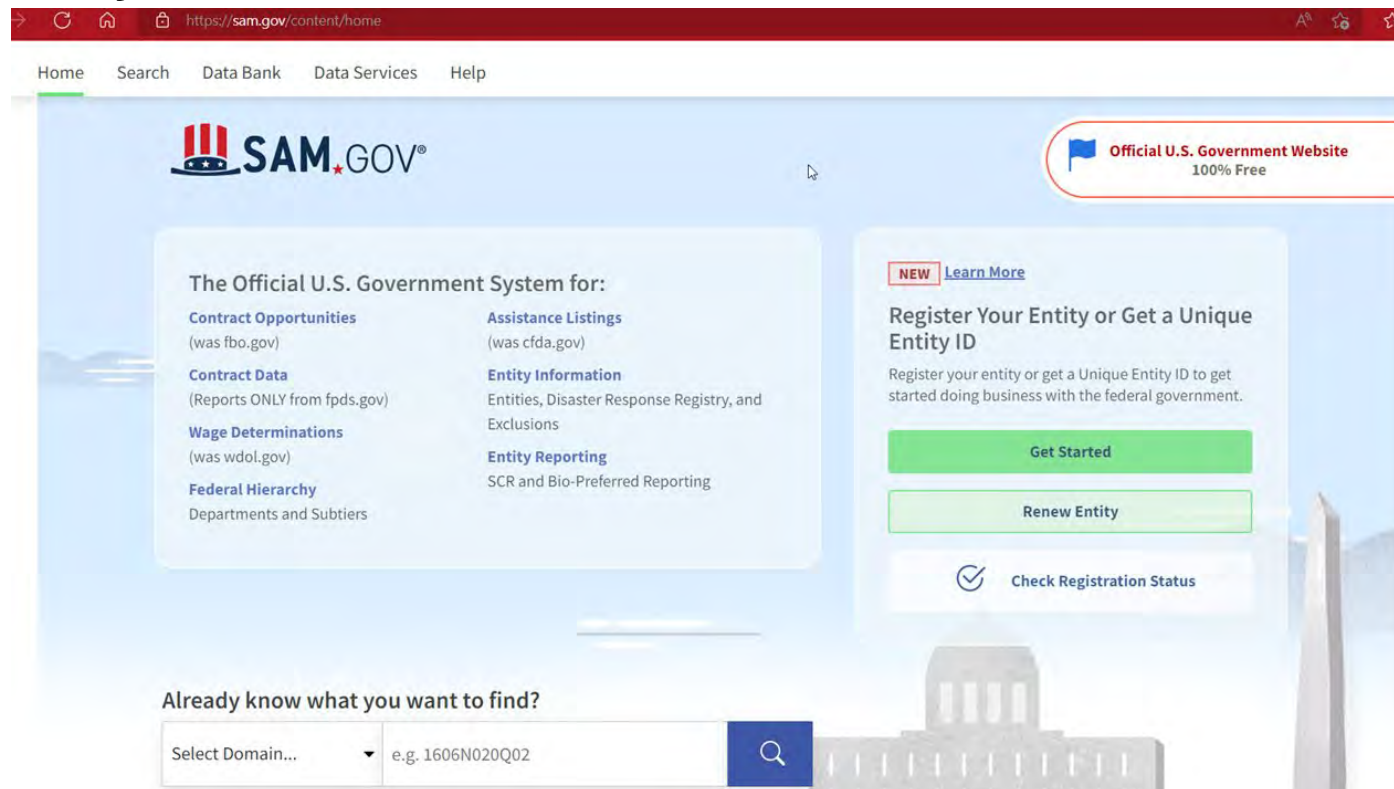 https://sam.gov/content/home
Home Search Data Bank Data Services Help
SAM.GOV®
Official U.S. Government Website
100% Free
The Official U.S. Government System for:
Contract Opportunities
(was fbo.gov)
Contract Data
(Reports ONLY from fpds.gov)
Wage Determinations
(was wdol.gov)
Federal Hierarchy
Departments and Subtiers
Assistance Listings
(was cfda.gov)
Entity Information
Entities, Disaster Response Registry, and
Exclusions
Entity Reporting
SCR and Bio-Preferred Reporting
NEW Learn More
Register Your Entity or Get a Unique
Entity ID
Register your entity or get a Unique Entity ID to get
started doing business with the federal government.
Get Started
Renew Entity
Check Registration Status
Already know what you want to find?
Select Domain... e.g. 1606N020Q02